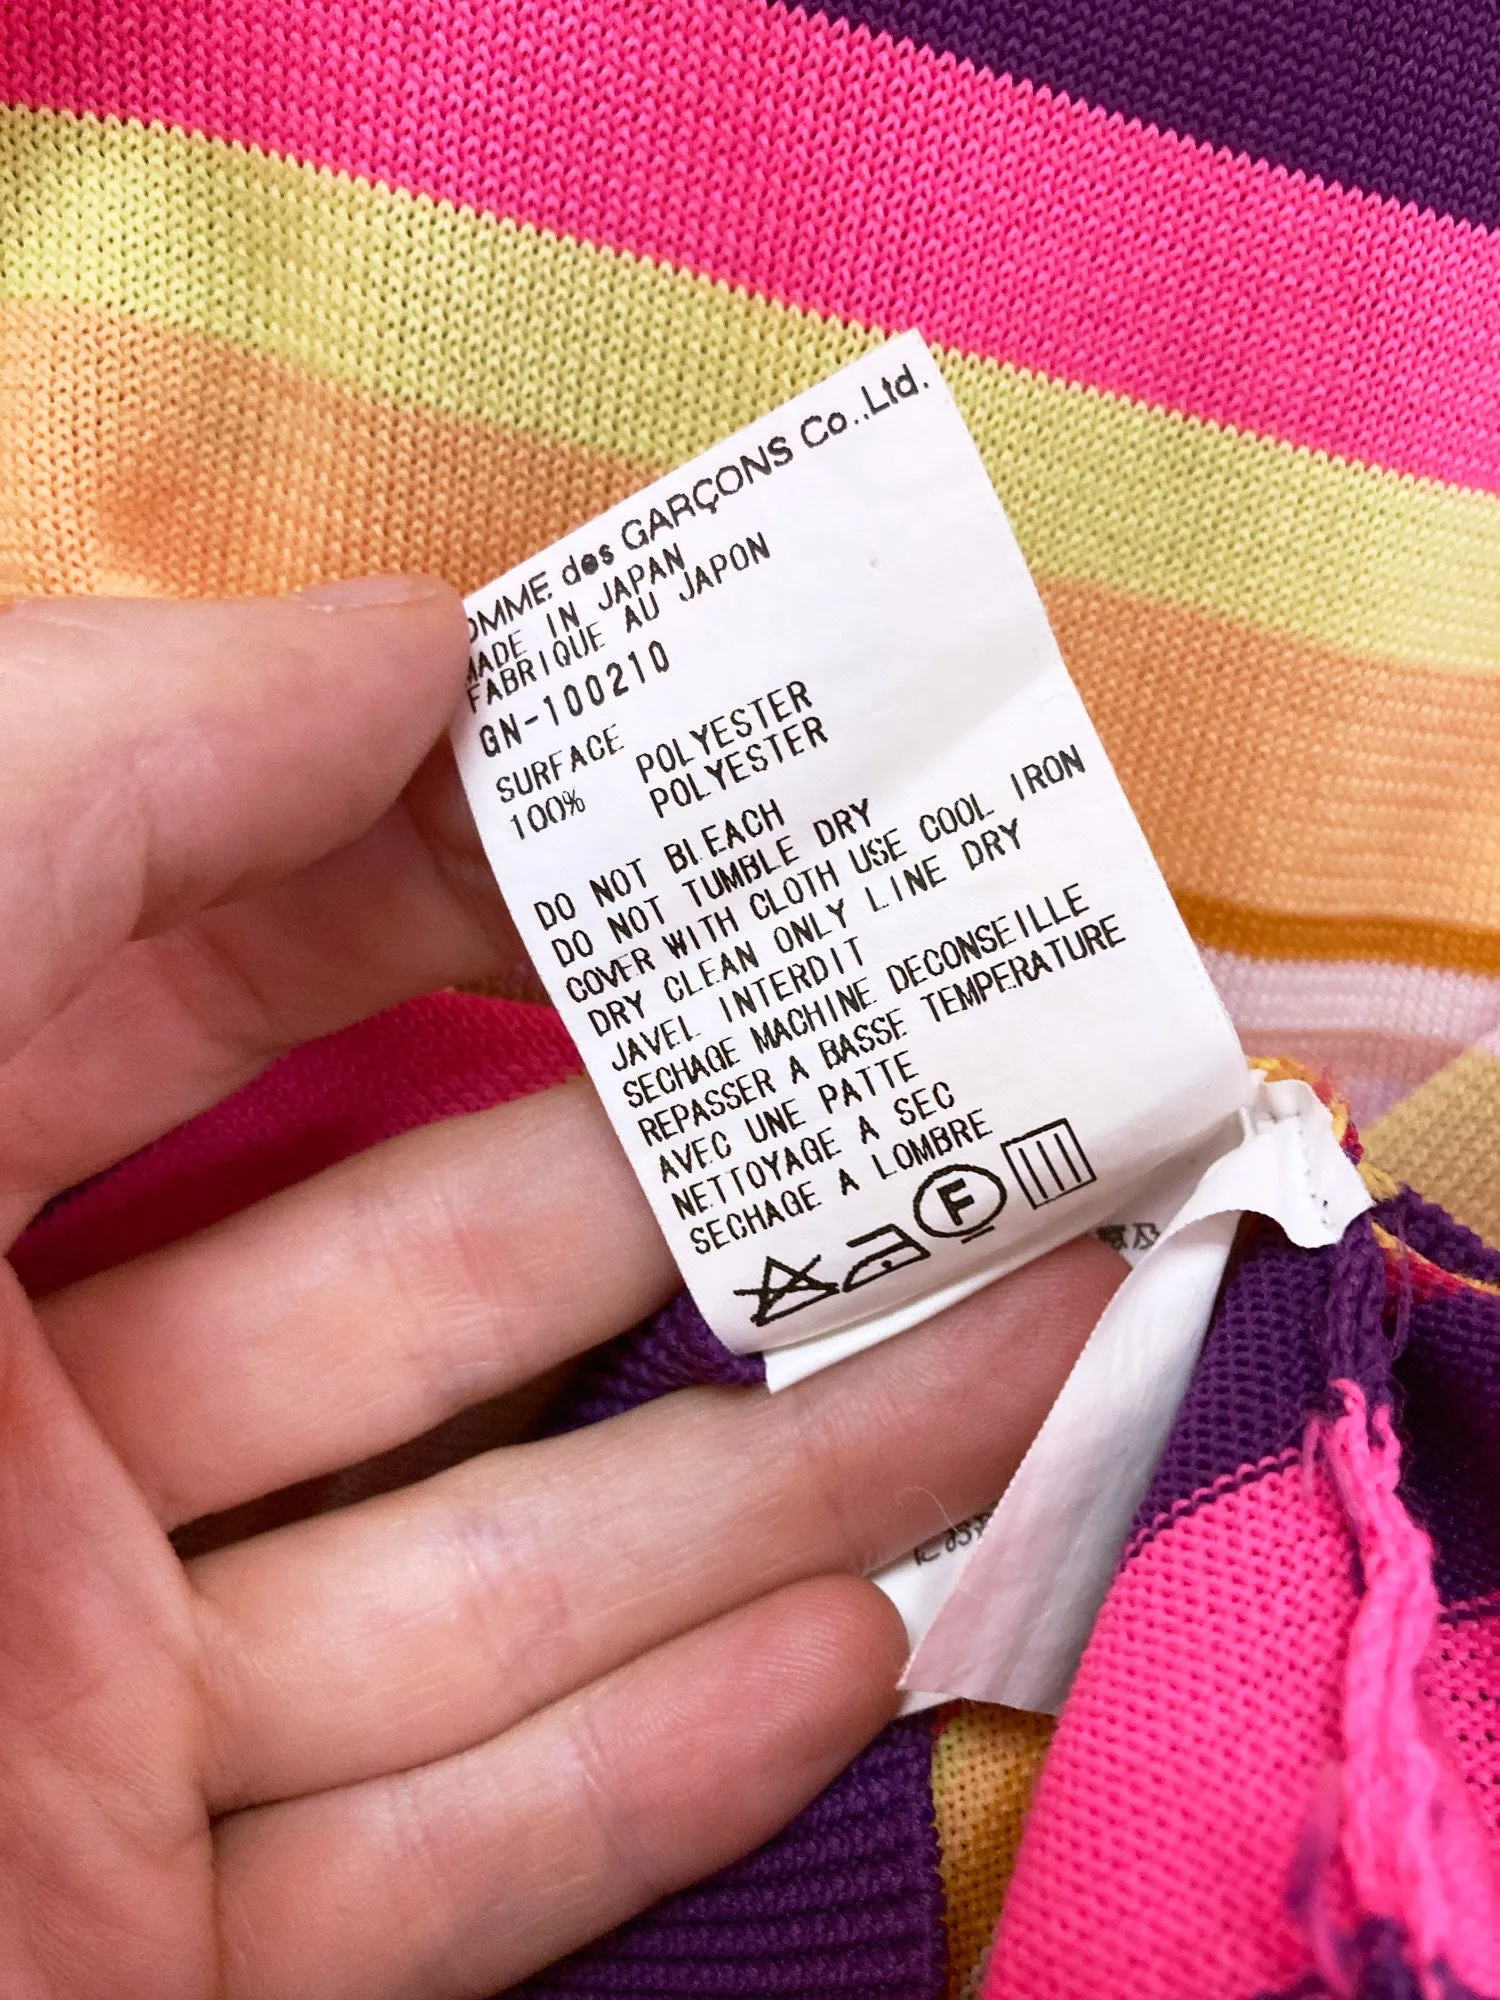 OMME des GARÇONS Co.,Ltd.
MADE IN JAPAN
FABRIQUE AU JAPON
GN-100210
SURFACE POLYESTER
100% POLYESTER
DO NOT BLEACH
DO NOT TUMBLE DRY
COVER WITH CLOTH USE COOL IRON
DRY CLEAN ONLY LINE DRY
JAVEL INTERDIT
SECHAGE MACHINE DECONSEILLE
REPASSER A BASSE TEMPERATURE
AVEC UNE PATTE
NETTOYAGE A SEC
SECHAGE A LOMBRE
F